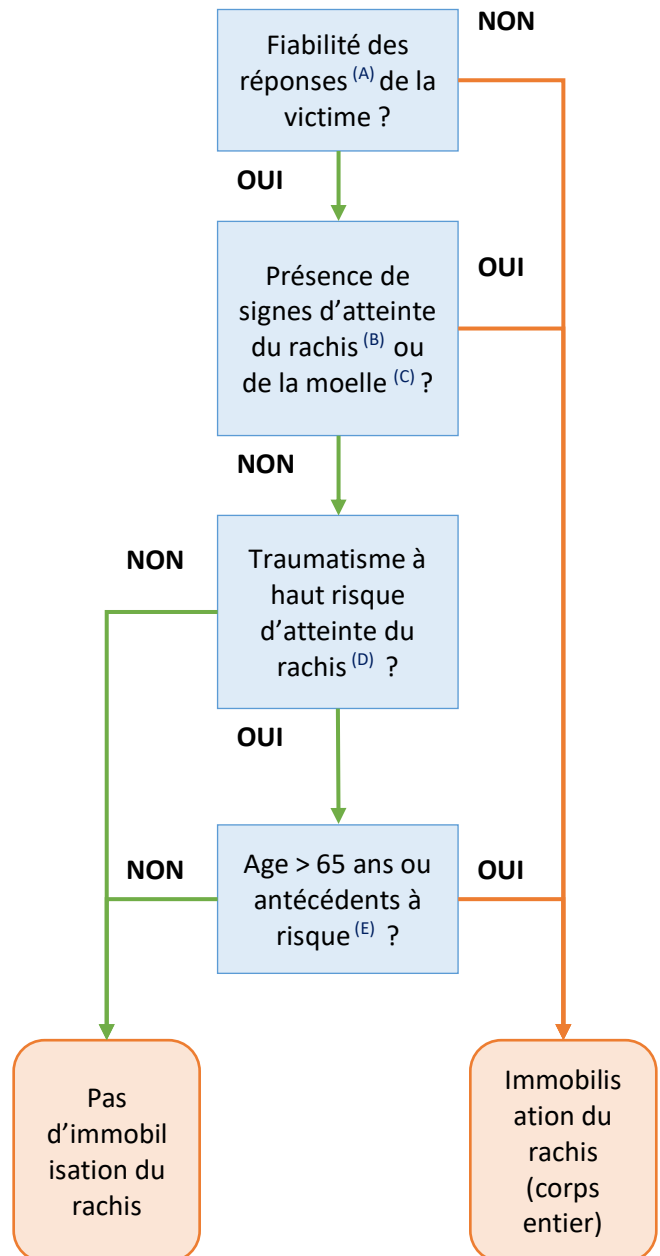 NON
Fiabilité des
réponses (A) de la
victime ?
OUI
Présence de
signes d’atteinte
du rachis (B) ou
de la moelle (C) ?
OUI
NON
NON
Traumatisme à
haut risque
d’atteinte du
rachis (D) ?
OUI
NON
Age > 65 ans ou
antécédents à
risque (E) ?
OUI
Pas
d’immobil
isation du
rachis
Immobilis
ation du
rachis
(corps
entier)